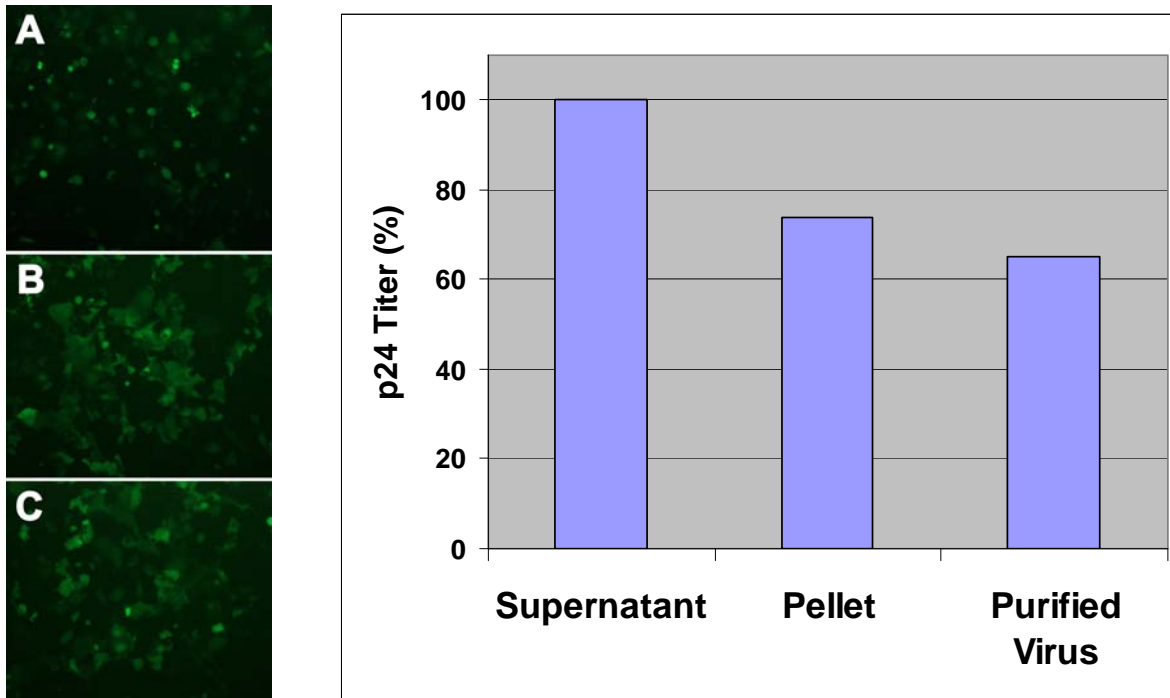 A
B
C
p24 Titer (%)
100
80
60
40
20
0
Supernatant
Pellet
Purified
Virus